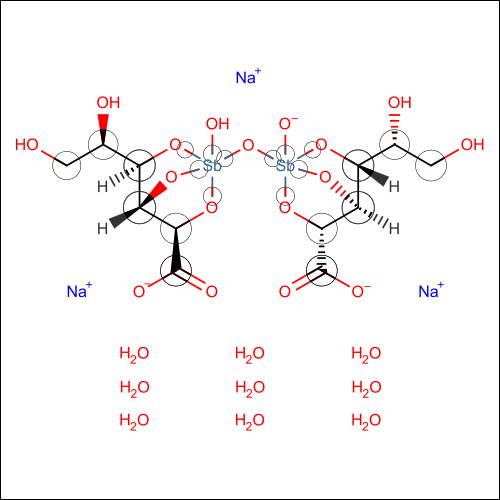 Na+
OH OH O− OH
HO O Sb O Sb O OH
H O O H
H O O H
O− O O O−
Na+ Na+
H2O H2O H2O
H2O H2O H2O
H2O H2O H2O